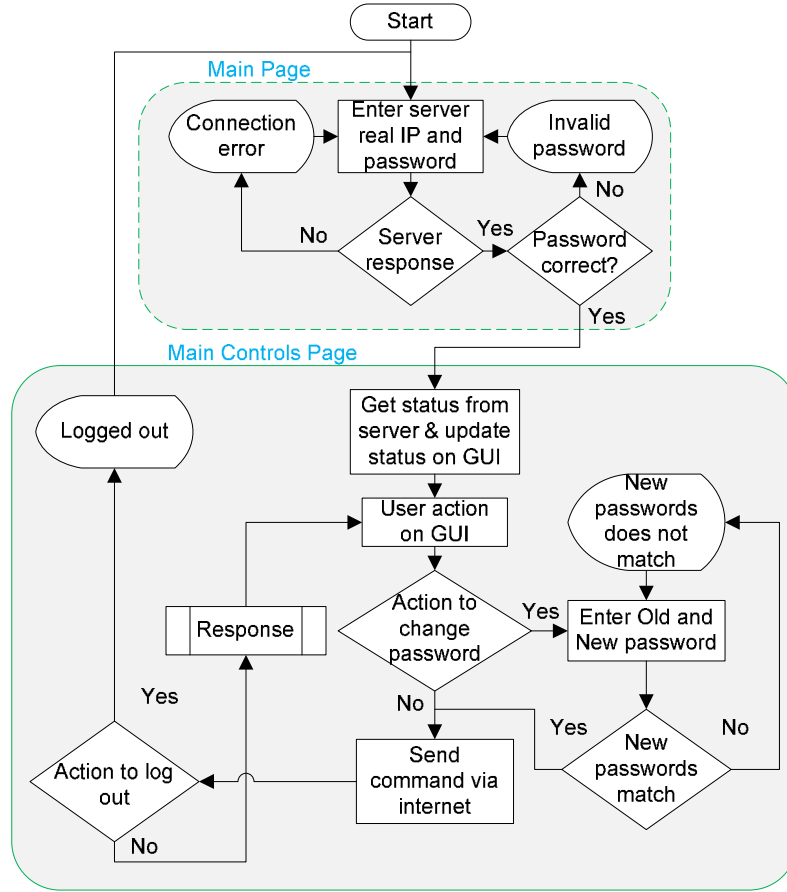 Start
Main Page
Connection
error
Enter server
real IP and
password
Invalid
password
No
No
Server
response
Yes
Password
correct?
Yes
Main Controls Page
Logged out
Get status from
server & update
status on GUI
User action
on GUI
New
passwords
does not
match
Response
Action to
change
password
Yes
Enter Old and
New password
Yes
No
Yes
No
Action to log
out
Send
command via
internet
New
passwords
match
No